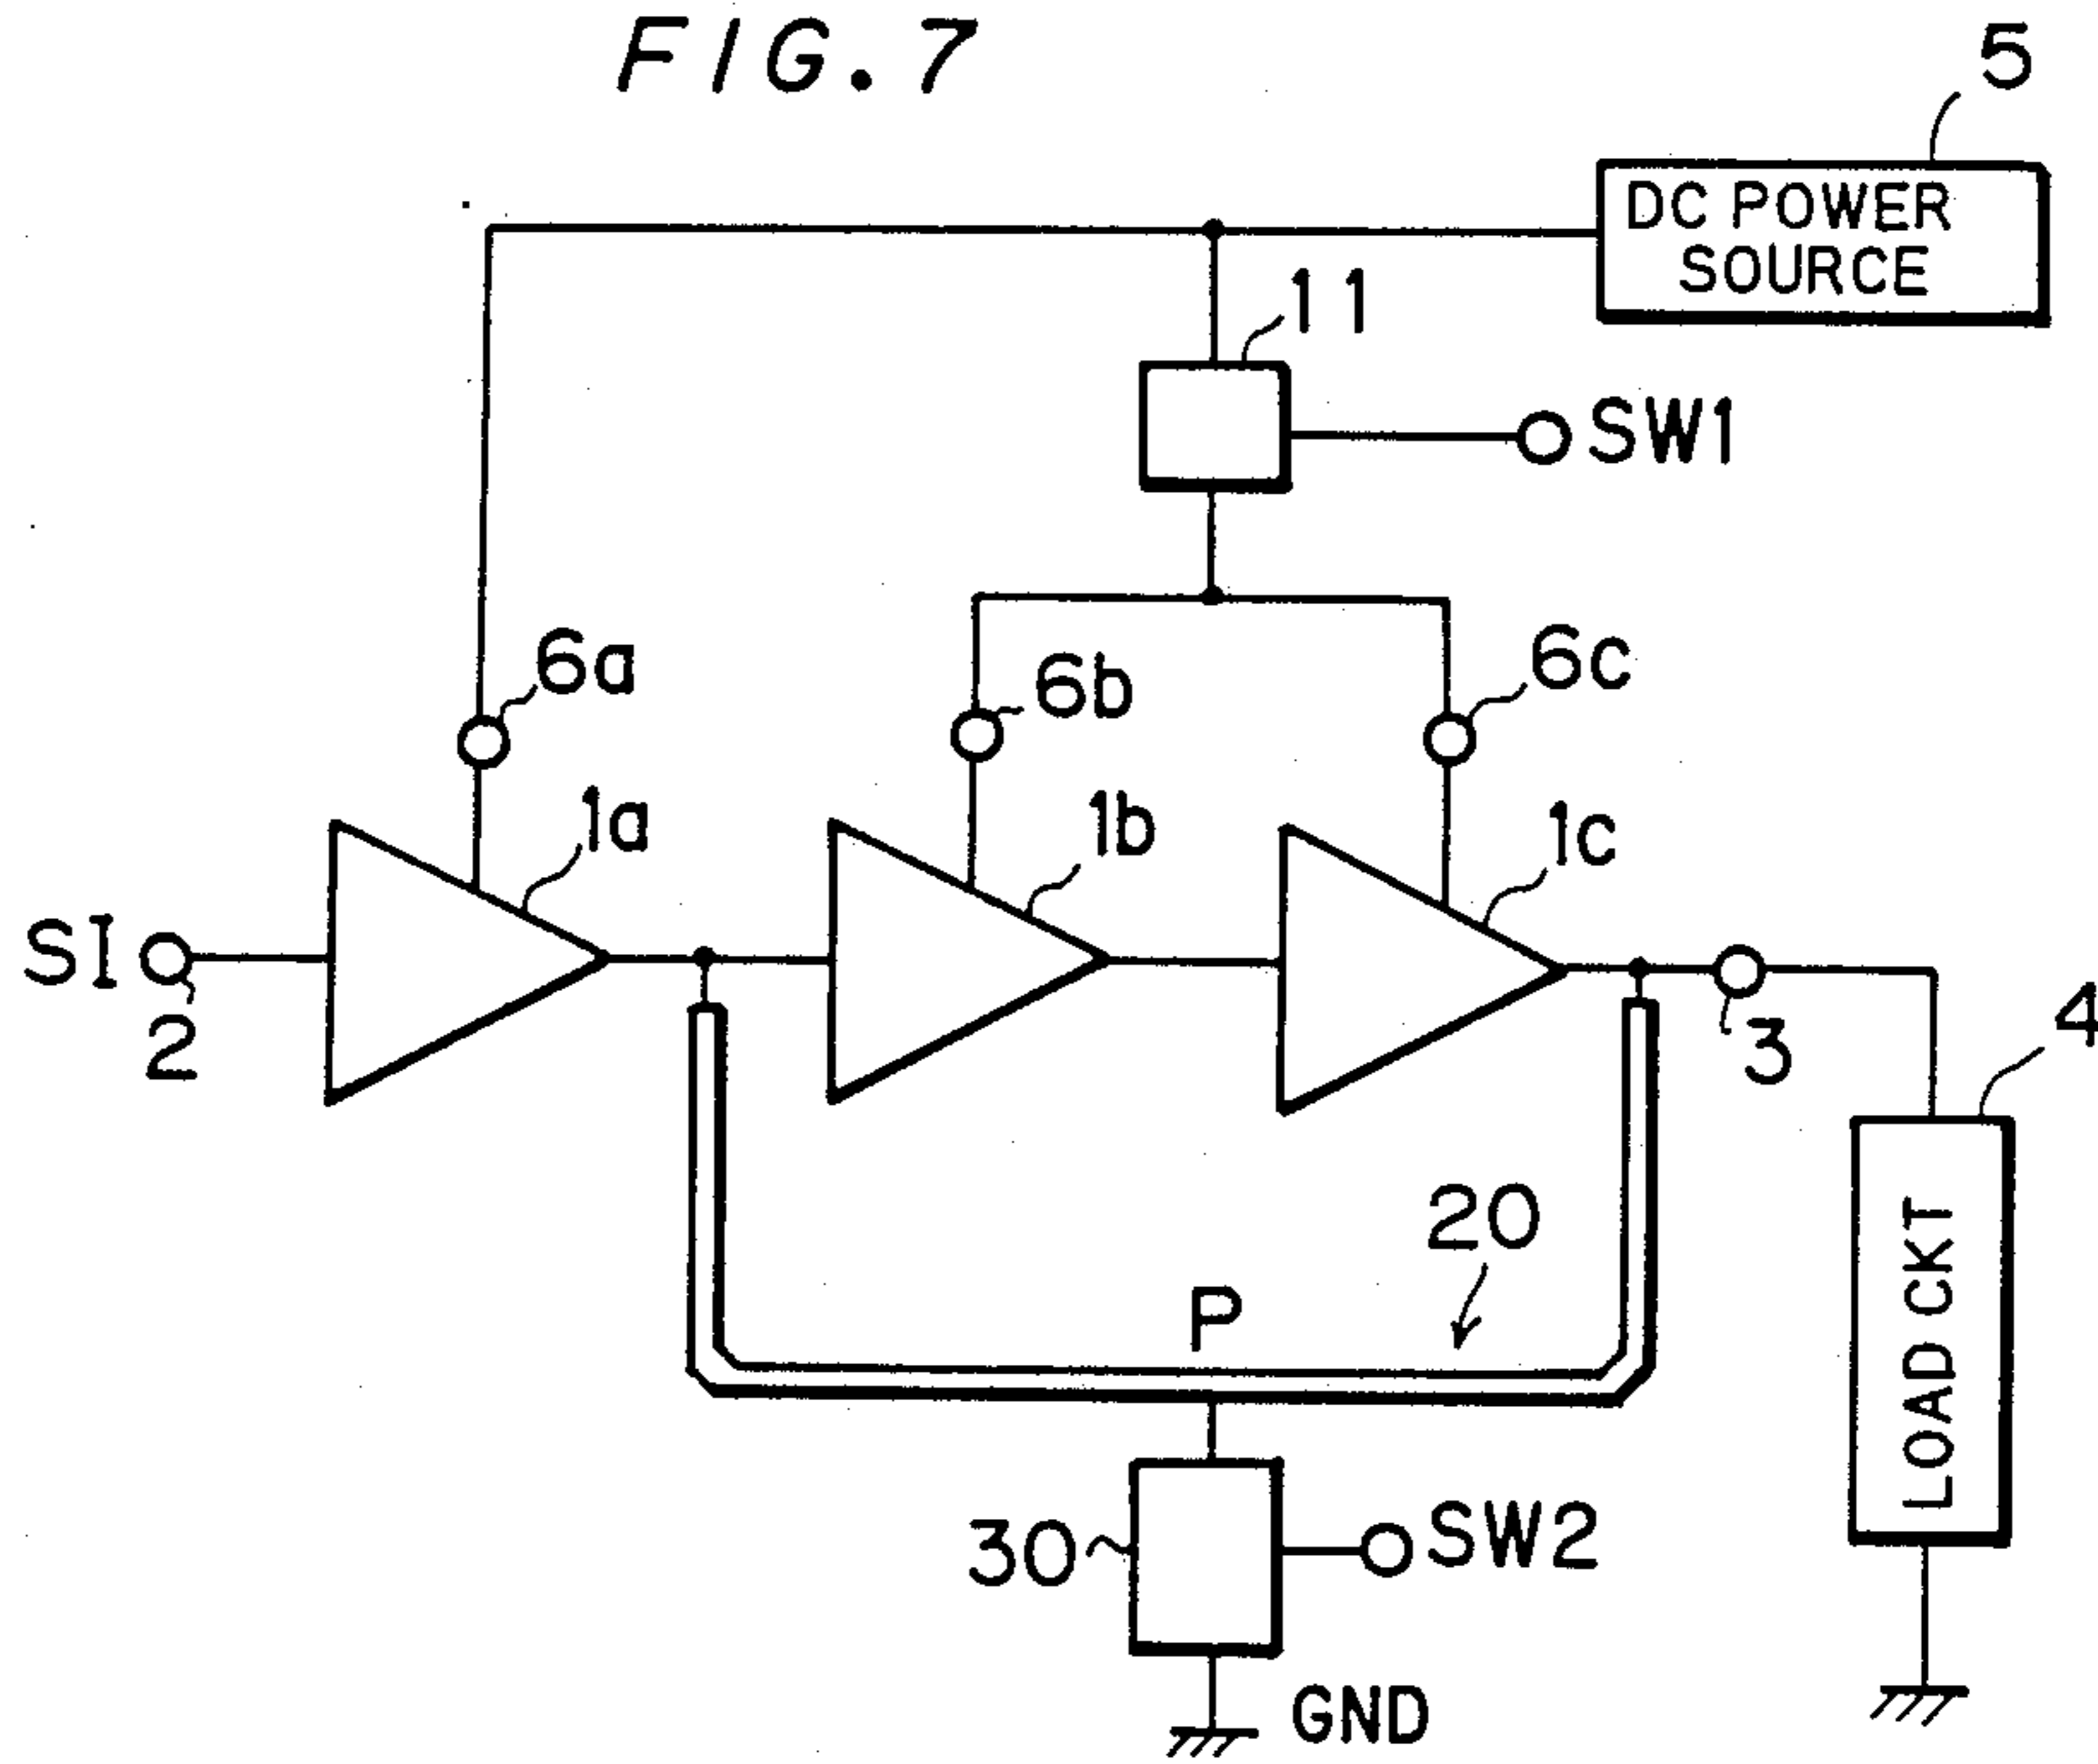 FIG. 7
5
DC POWER
SOURCE
11
SW1
6a
6b
6c
1a
1b
1c
SI
2
3
4
20
P
LOAD CKT
30
SW2
GND